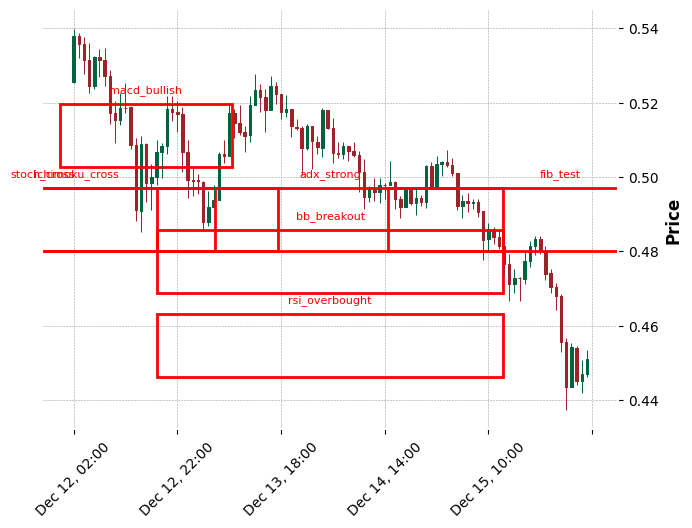 0.54
macd_bullish
0.52
stoch_cross
ichimoku_cross
adx_strong
fib_test
0.50
bb_breakout
0.48
rsi_overbought
0.46
0.44
Price
Dec 12, 02:00
Dec 12, 22:00
Dec 13, 18:00
Dec 14, 14:00
Dec 15, 10:00